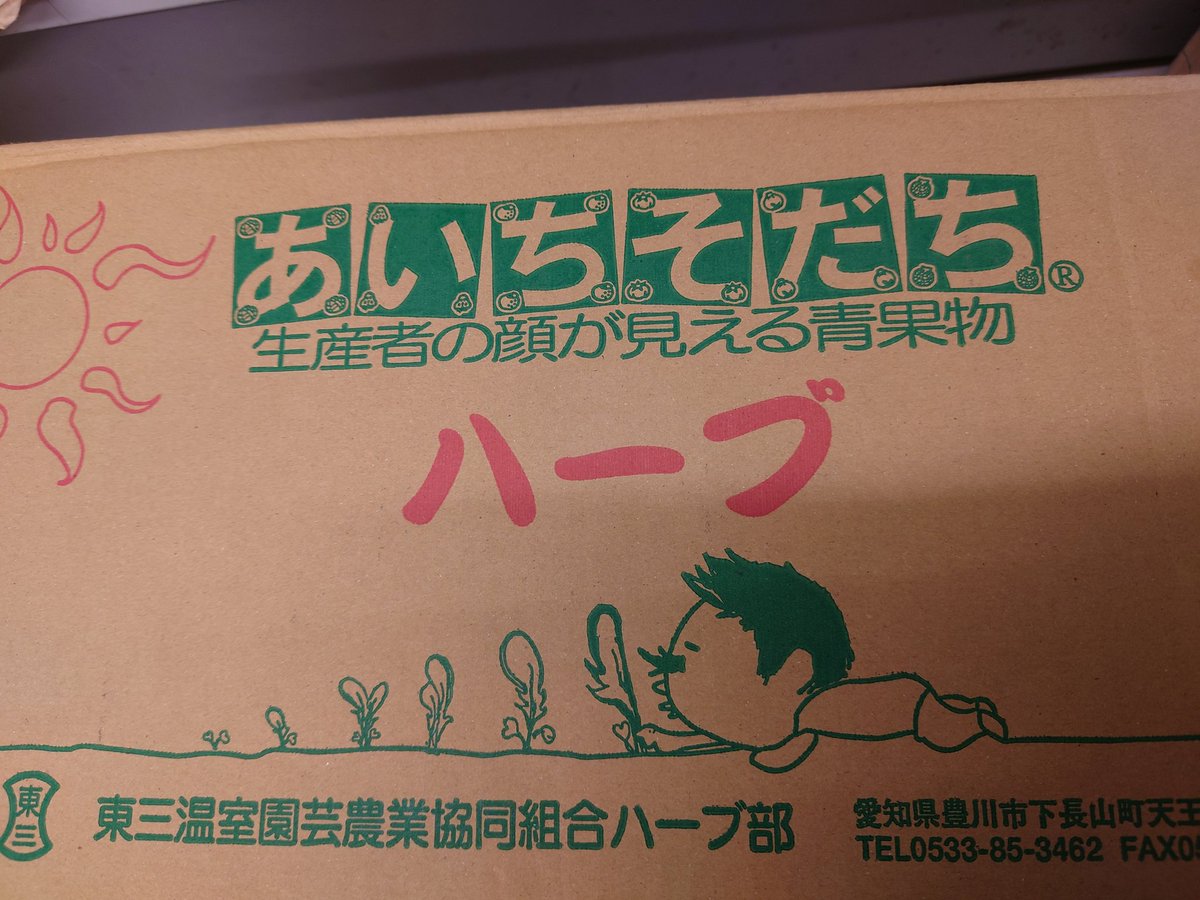 あいちそだち®
生産者の顔が見える青果物
ハーブ
東三
東三温室園芸農業協同組合ハーブ部
愛知県豊川市下長山町天王
TEL0533-85-3462 FAX05